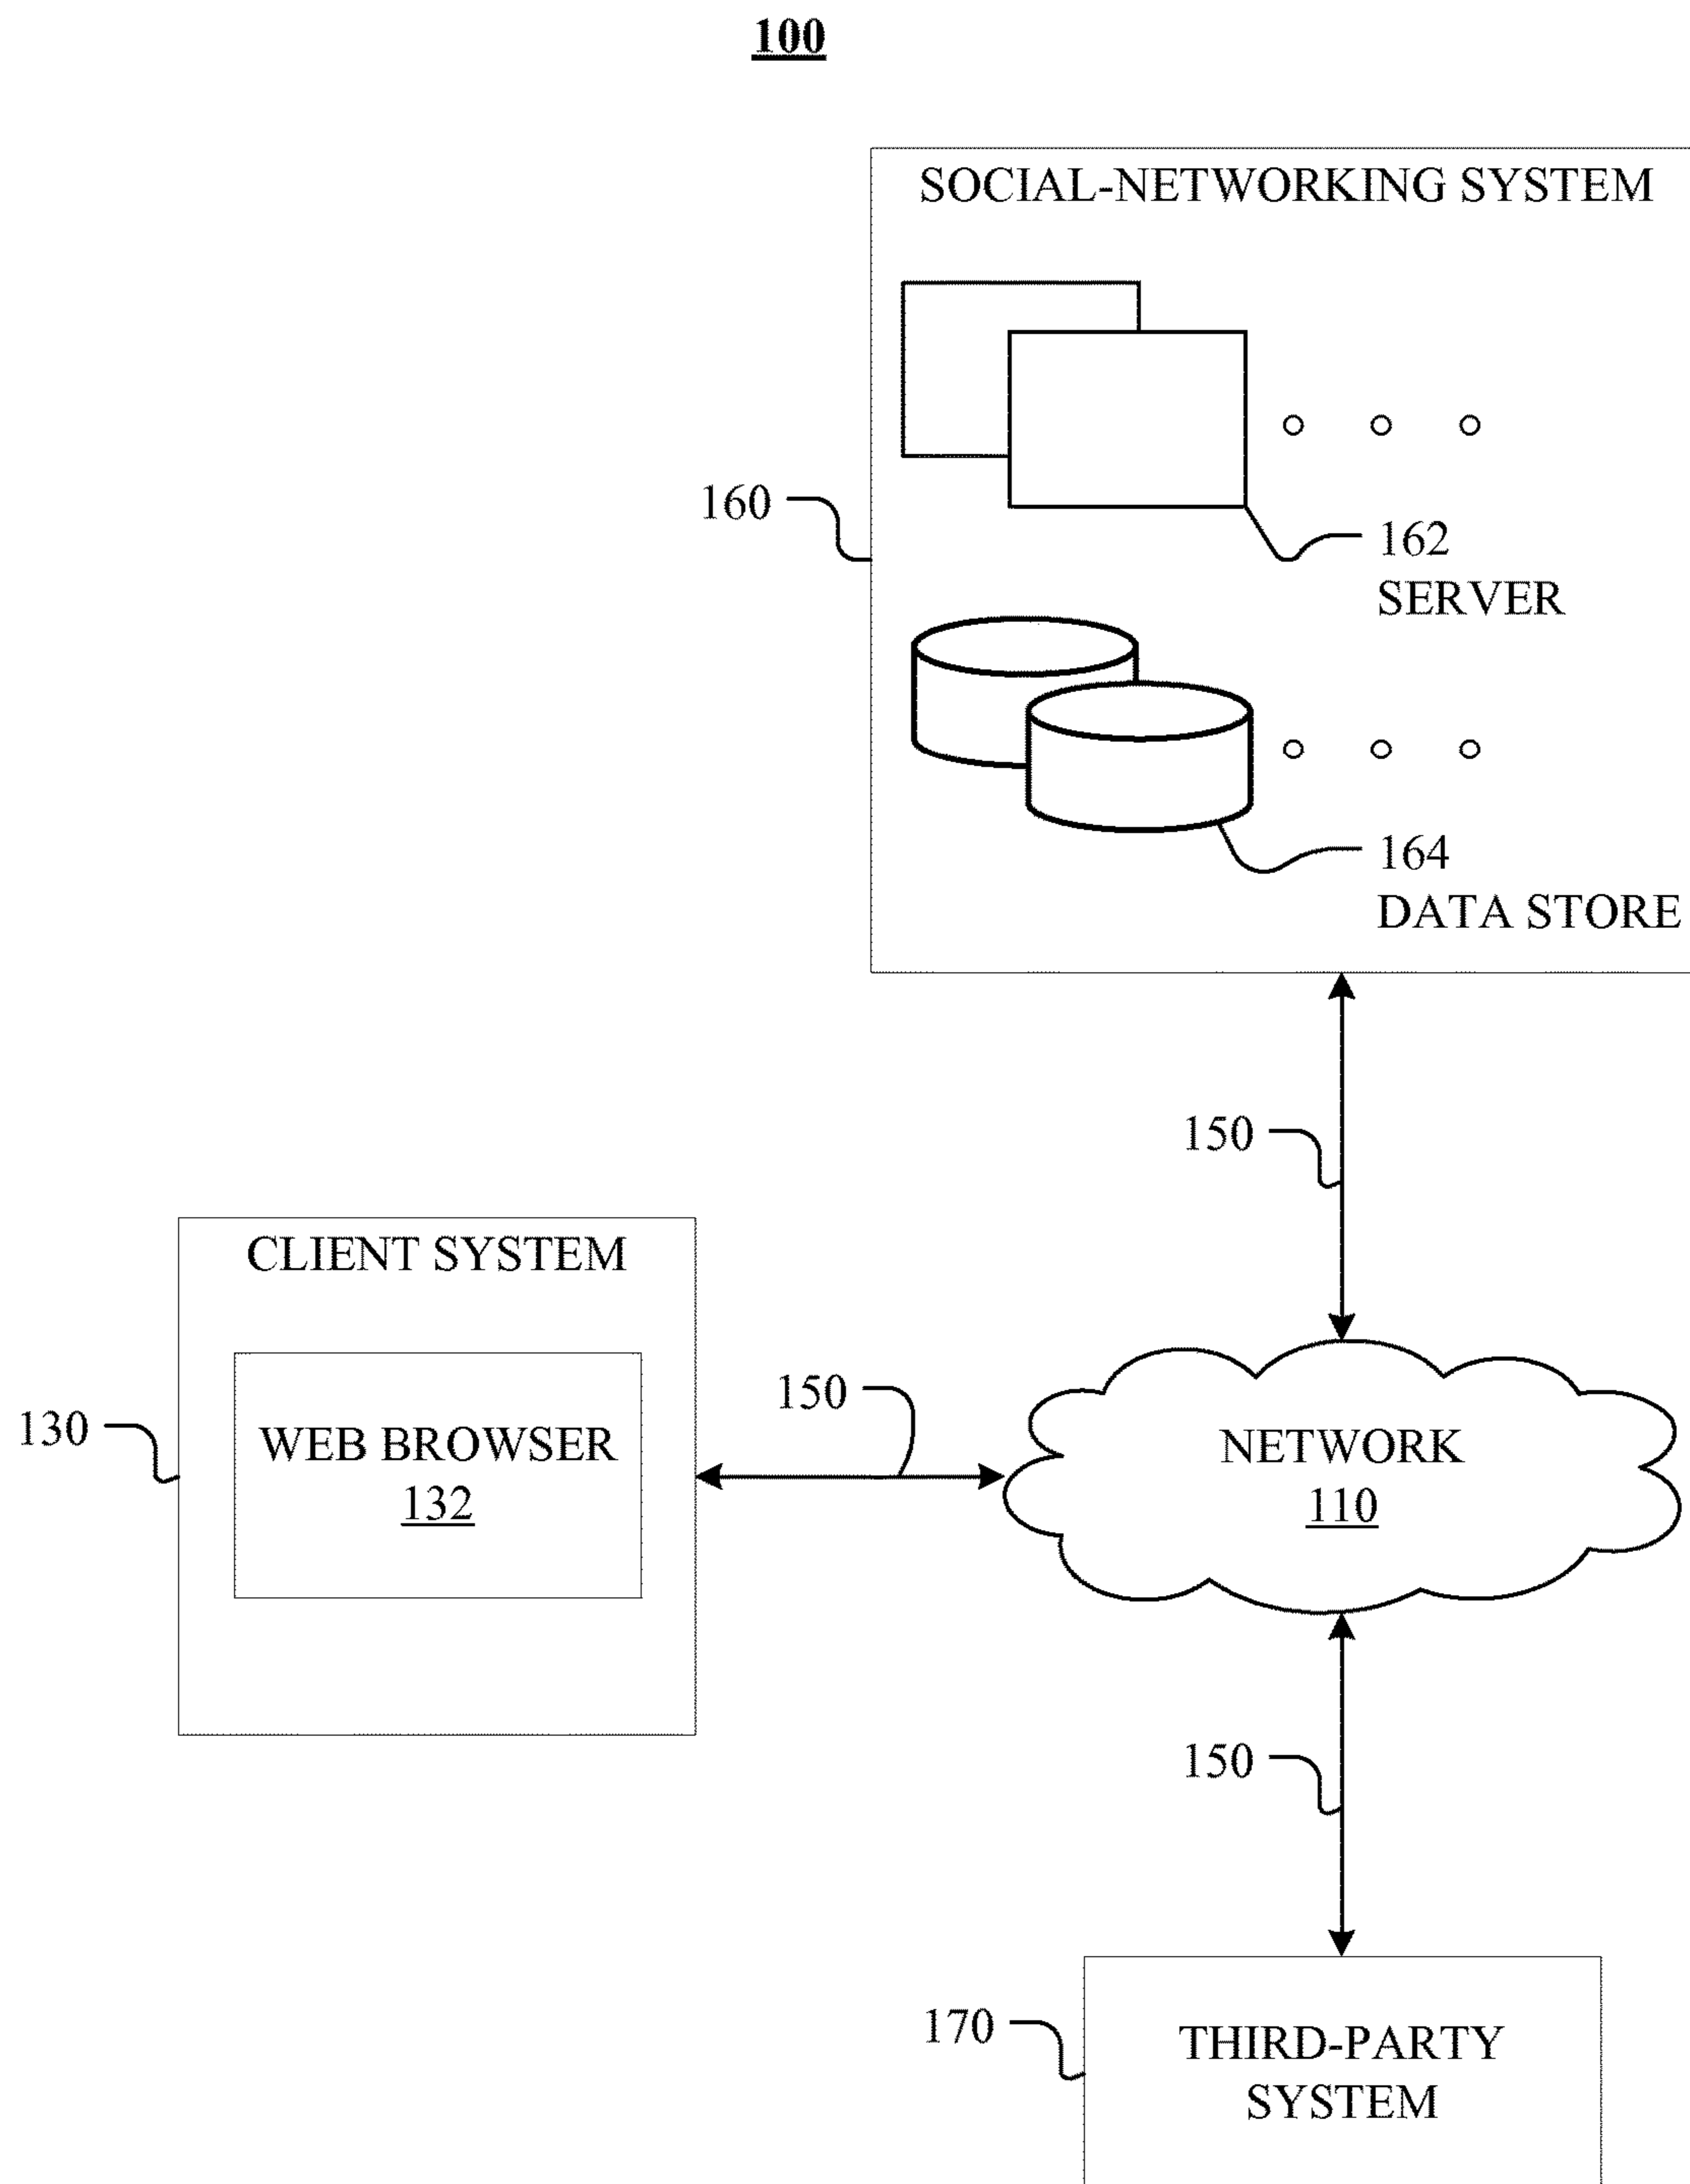 100
SOCIAL-NETWORKING SYSTEM
160
162
SERVER
164
DATA STORE
150
CLIENT SYSTEM
130
WEB BROWSER
132
150
NETWORK
110
150
170
THIRD-PARTY
SYSTEM